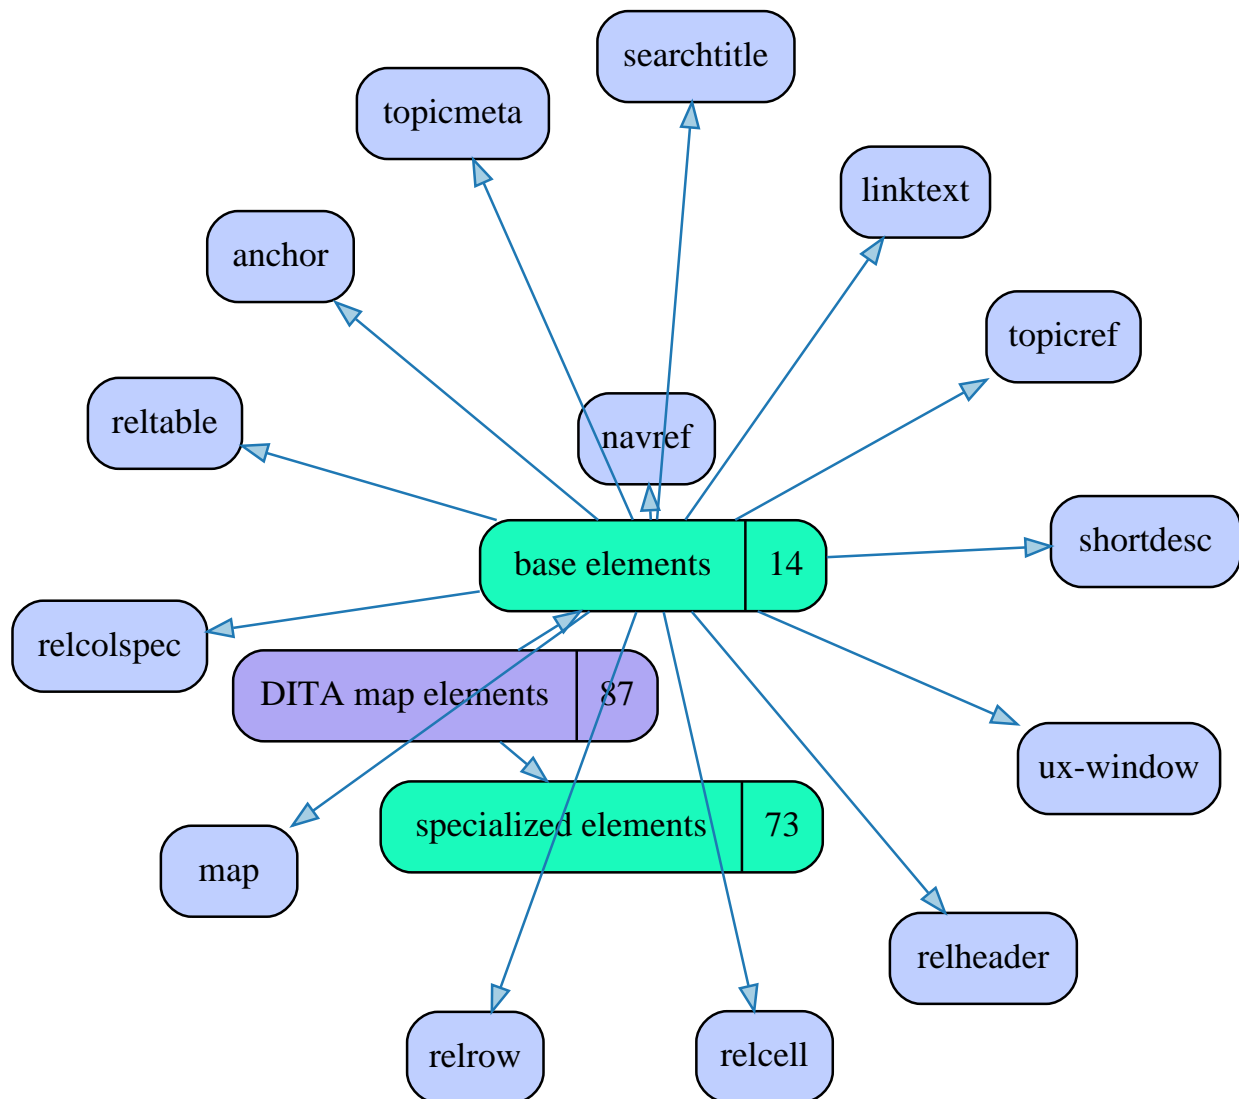 searchtitle
topicmeta
linktext
anchor
topicref
reltable
navref
shortdesc
base elements 14
relcolspec
DITA map elements 87
ux-window
specialized elements 73
map
relheader
relrow
relcell